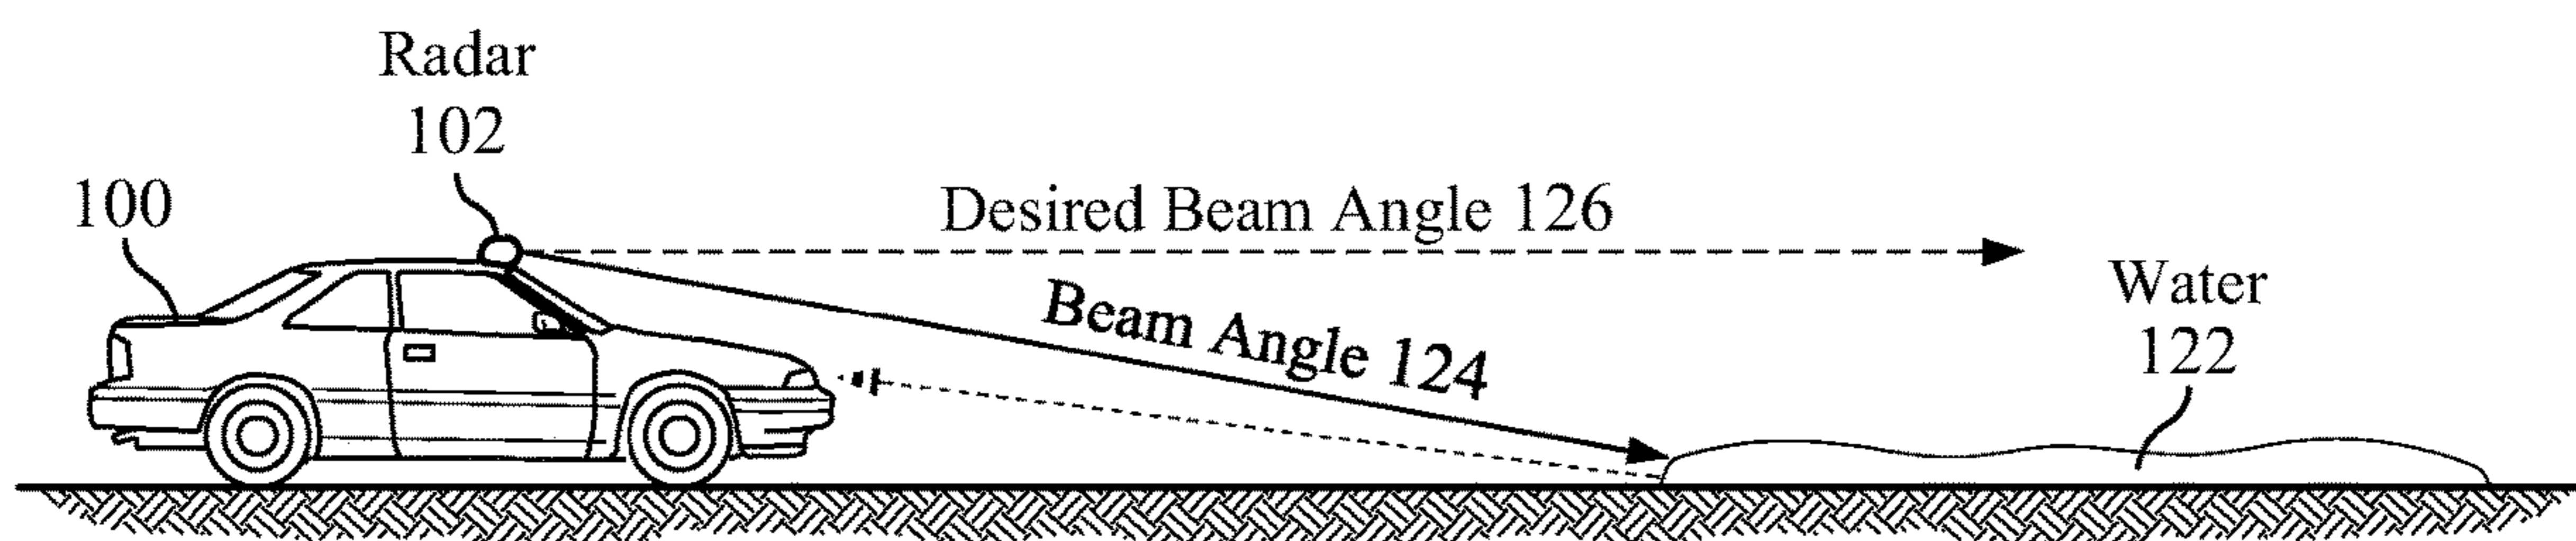 Radar
102
100
Desired Beam Angle 126
Beam Angle 124
Water
122